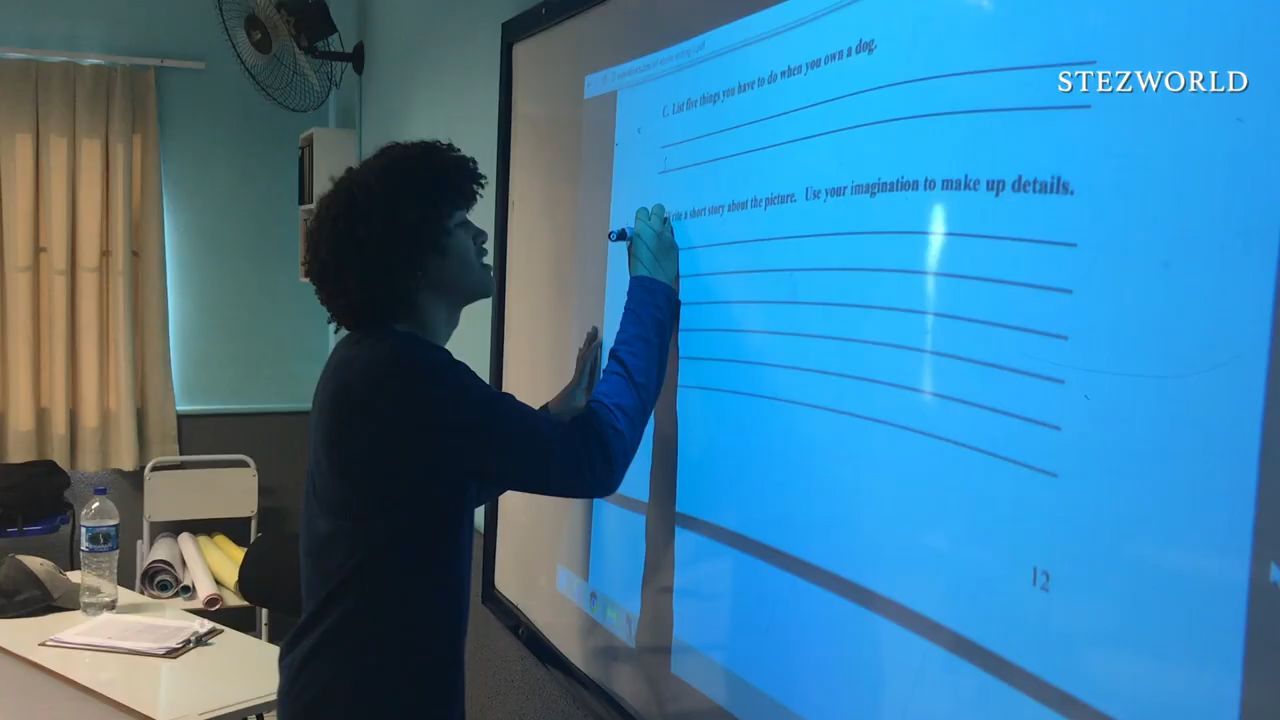 STEZWORLD
C. List five things you have to do when you own a dog.
rite a short story about the picture. Use your imagination to make up details.
12